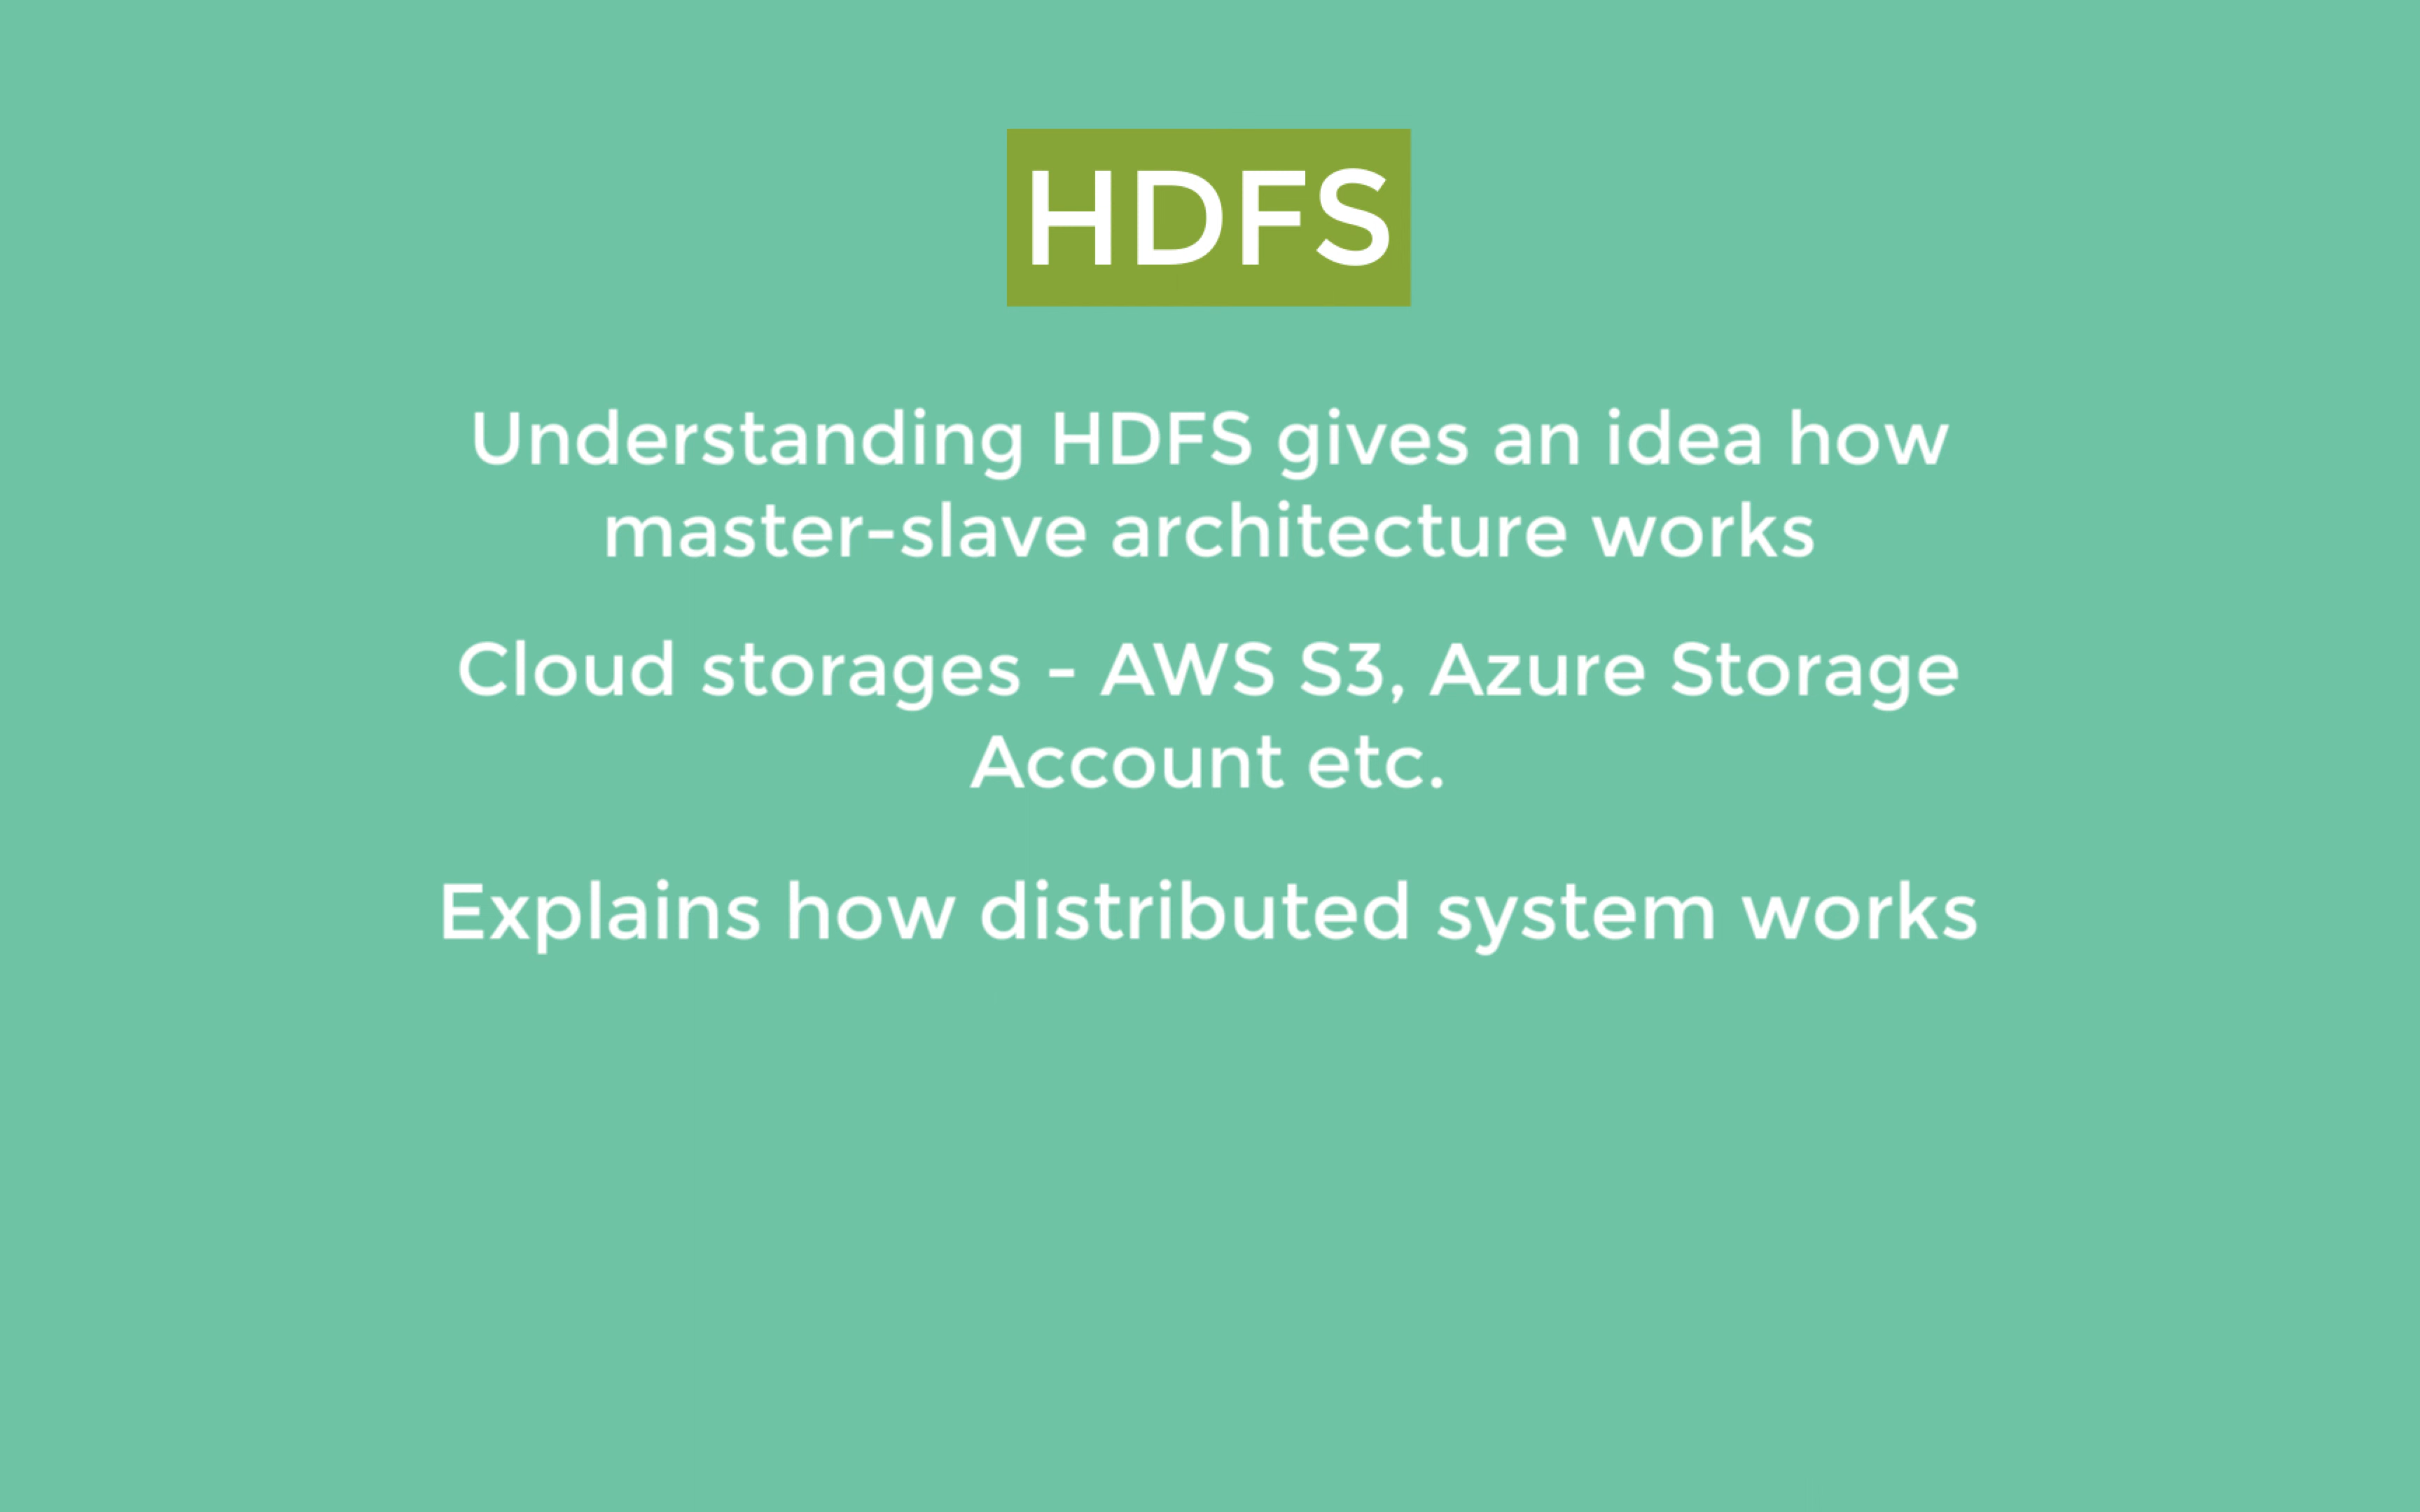 HDFS
Understanding HDFS gives an idea how
master-slave architecture works
Cloud storages - AWS S3, Azure Storage
Account etc.
Explains how distributed system works